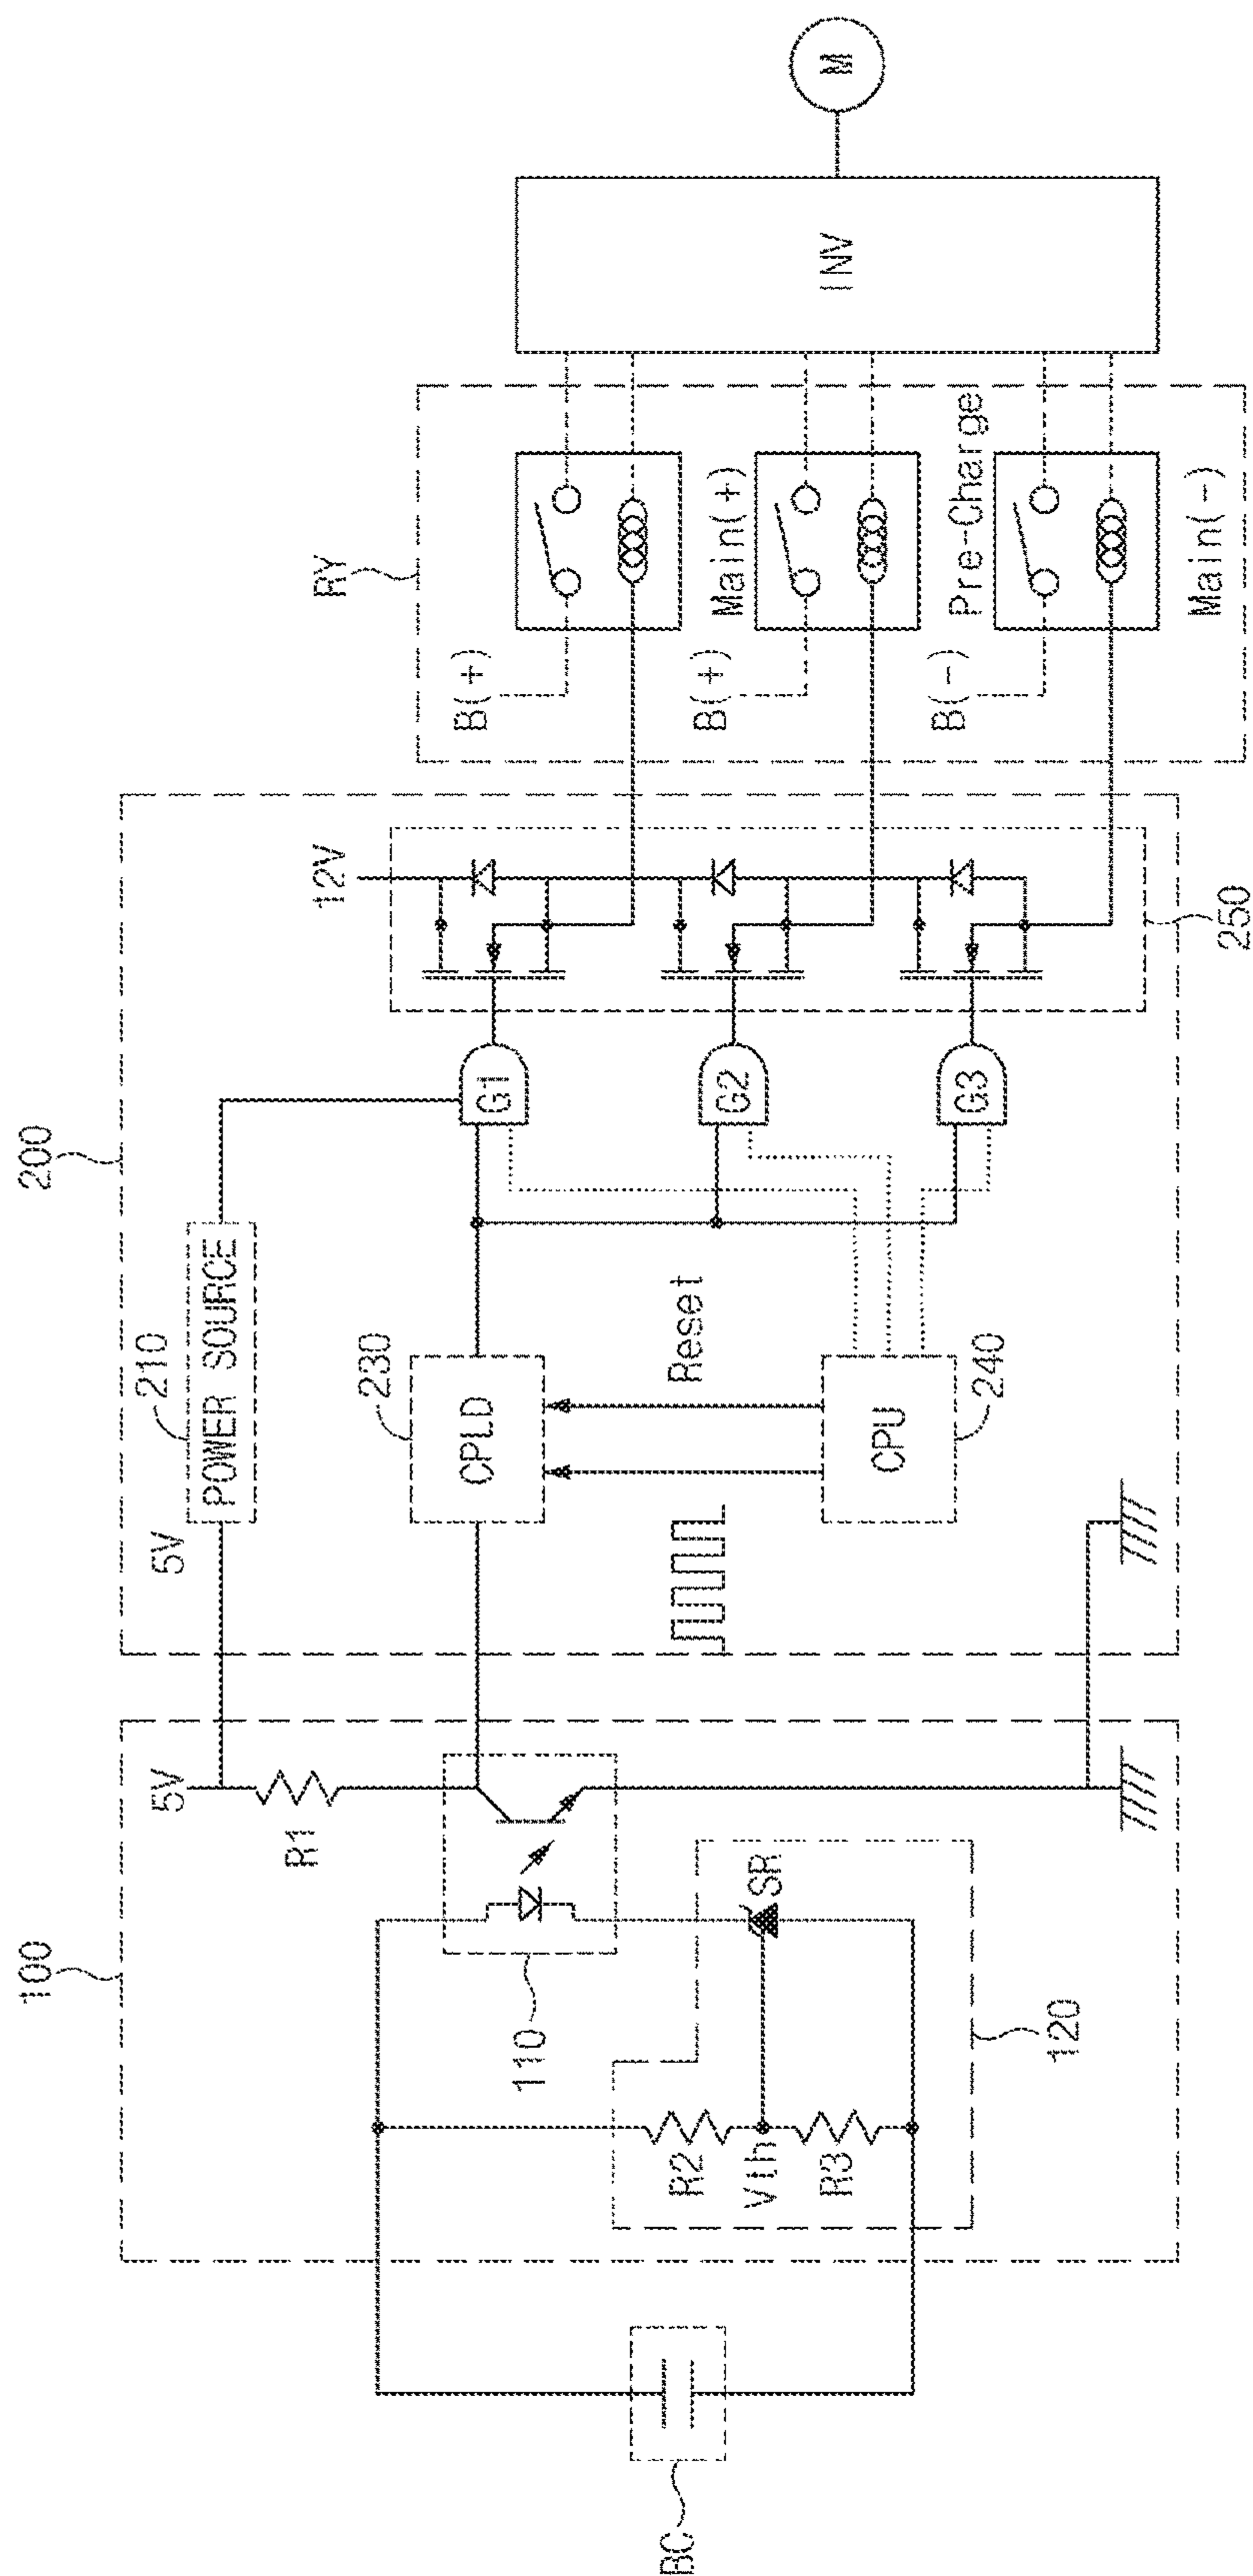 BC
100
110
R2
Vth
R3
120
SR
R1
5V
200
5V
210
POWER SOURCE
230
CPLD
Reset
CPU
240
G1
G2
G3
12V
250
RY
B(+)
Main(+)
B(+)
Pre-Charge
B(-)
Main(-)
INV
M